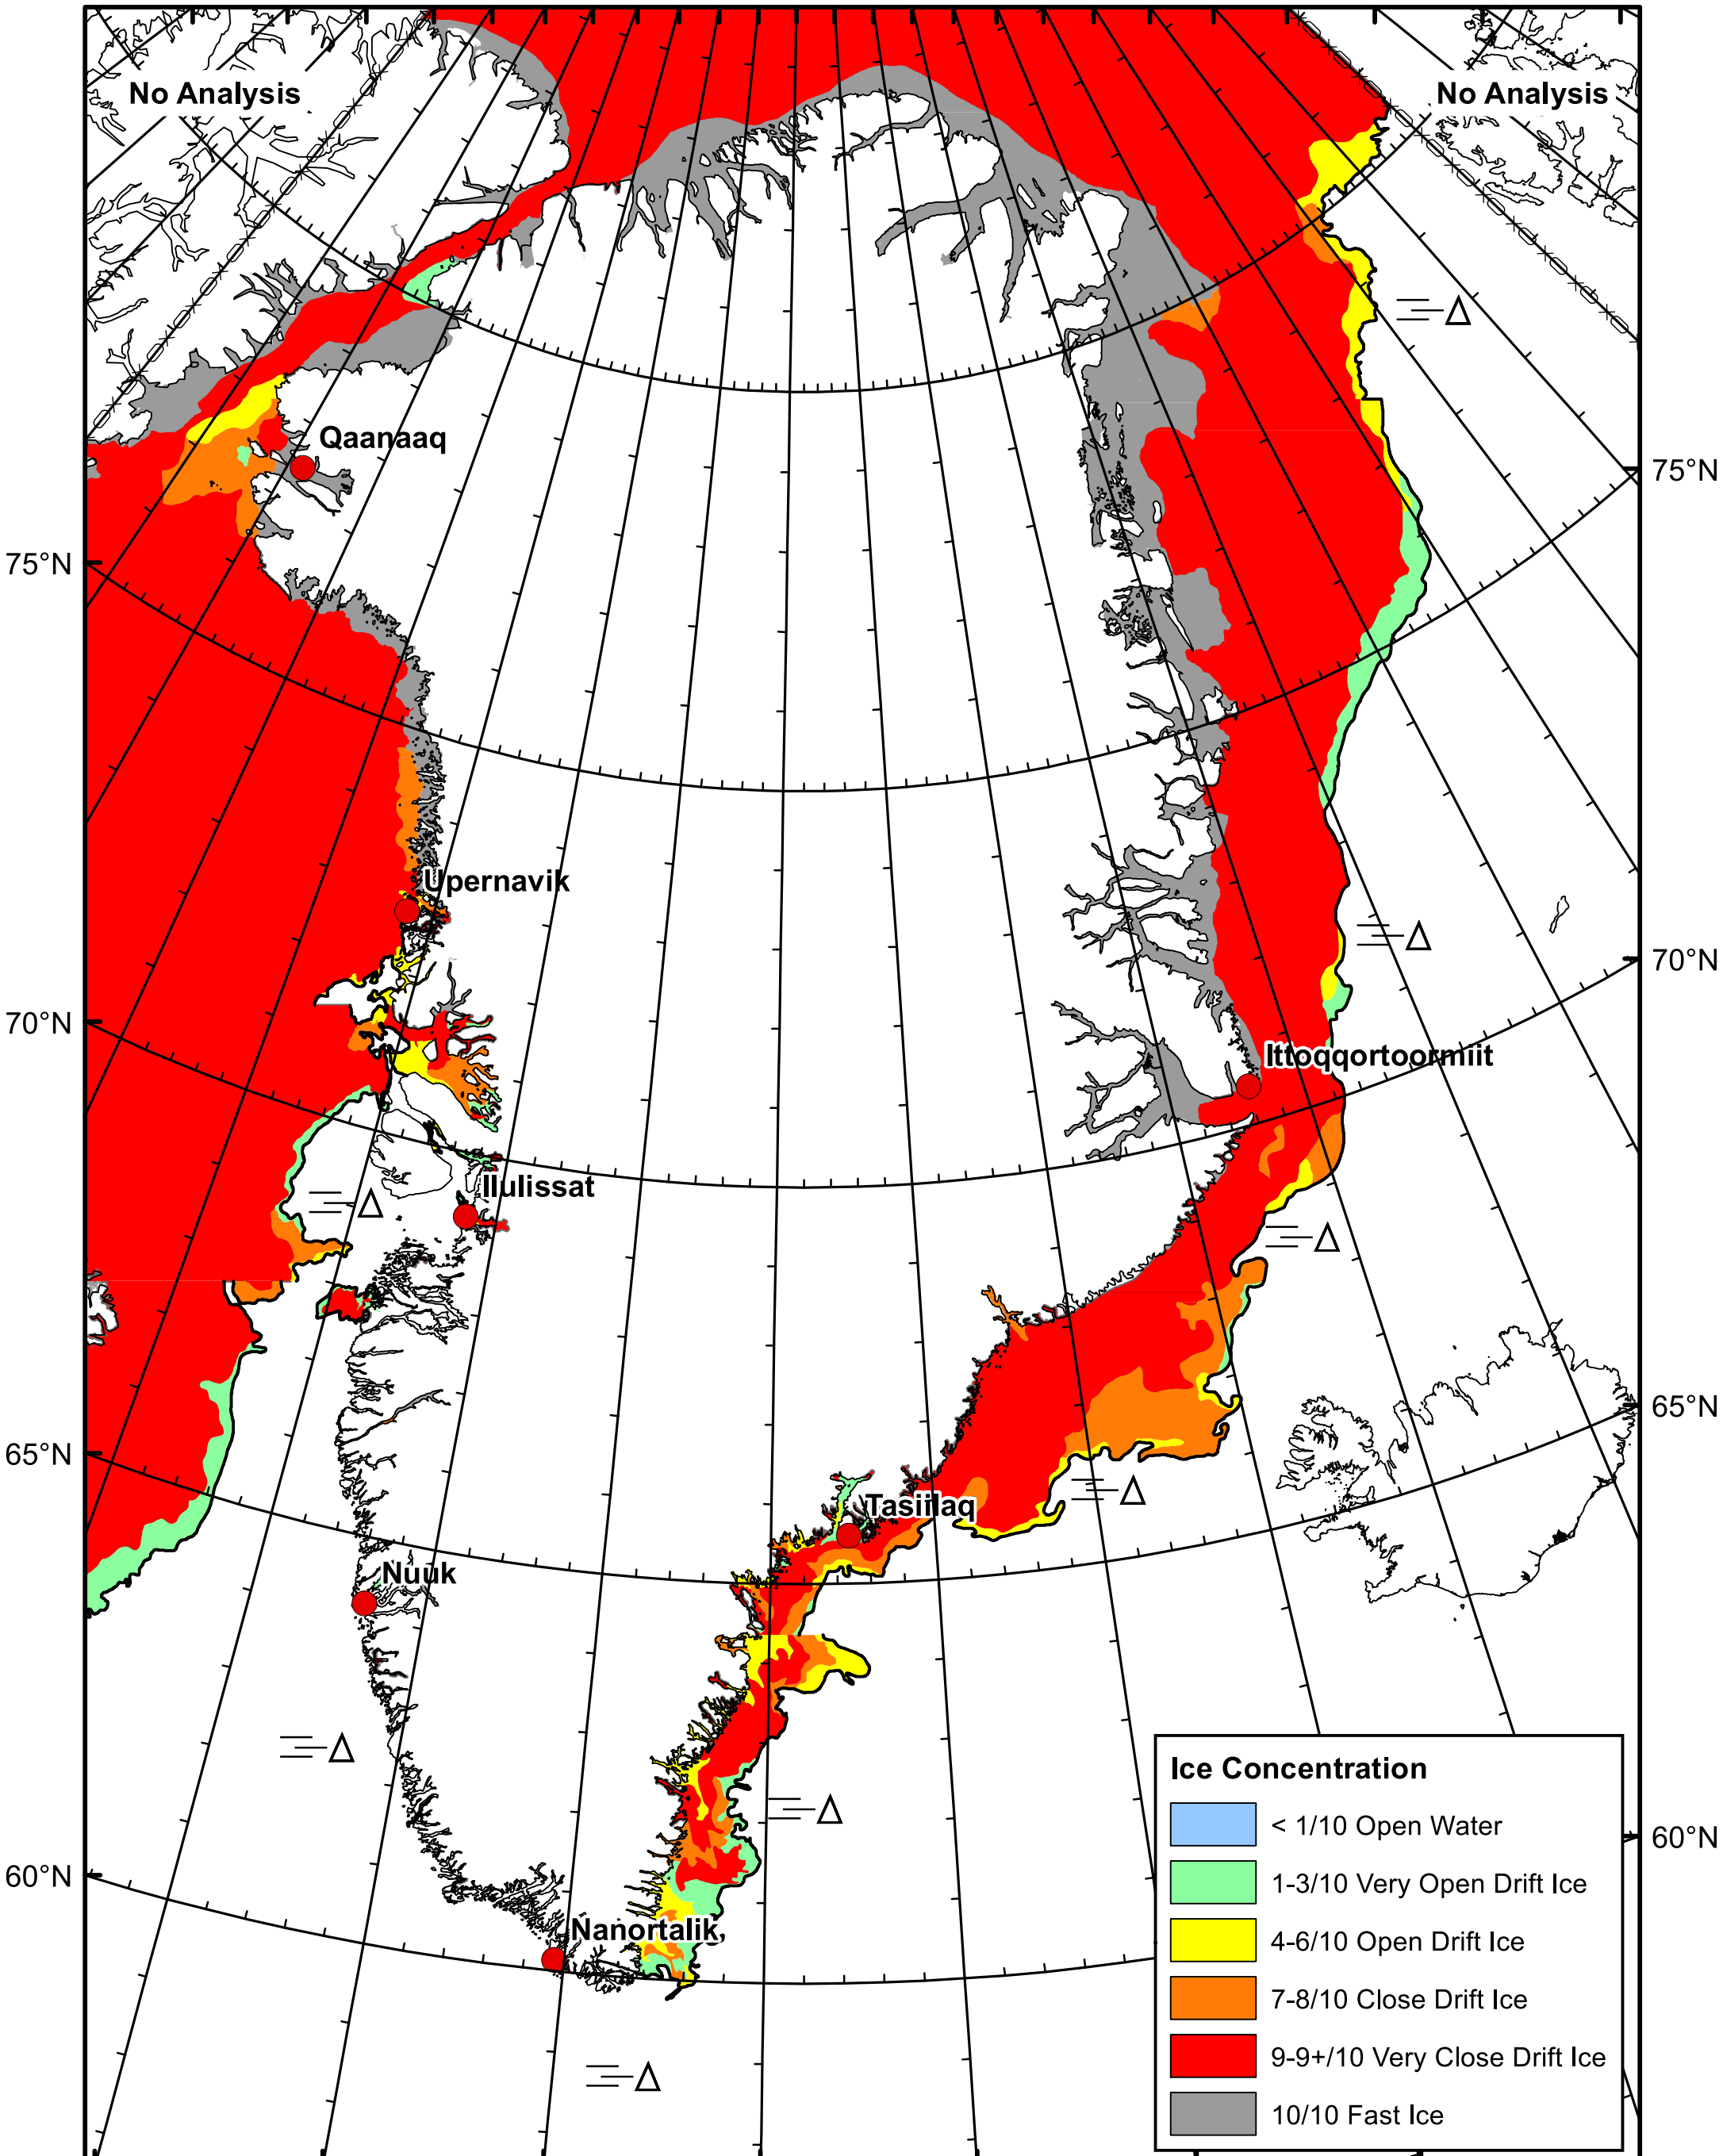 No Analysis
No Analysis
Qaanaaq
75°N
75°N
Upernavik
70°N
70°N
Ittoqqortoormiit
Ilulissat
65°N
65°N
Tasiilaq
Nuuk
60°N
60°N
Nanortalik
Ice Concentration
< 1/10 Open Water
1-3/10 Very Open Drift Ice
4-6/10 Open Drift Ice
7-8/10 Close Drift Ice
9-9+/10 Very Close Drift Ice
10/10 Fast Ice